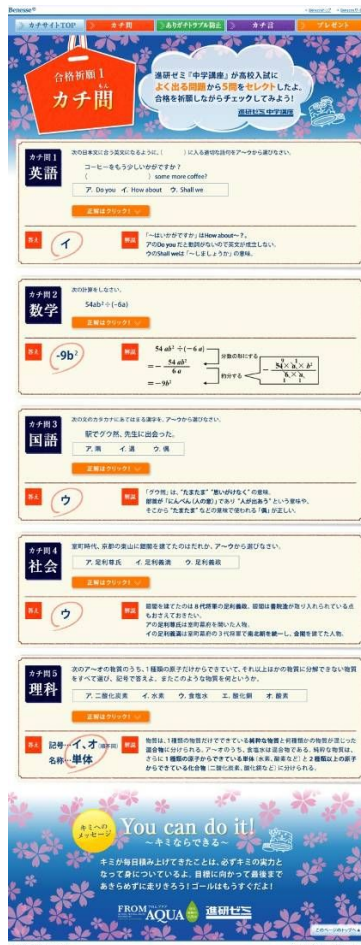 Benesse®
カチサイトTOP
カチ問
ありガチトラブル防止
カチ言
プレゼント
合格祈願1
もん
カチ問
進研ゼミ『中学講座』が高校入試に
よく出る問題から5問をセレクトしたよ。
合格を祈願しながらチェックしてみよう!
進研ゼミ中学講座
カチ問1
英語
次の日本文に合う英文になるように、( )に入る適切な語句をア〜ウから選びなさい。
コーヒーをもう少しいかがですか?
( ) some more coffee?
ア. Do you イ. How about ウ. Shall we
正解はクリック!
答え
イ
解説
「〜はいかがですか」はHow about〜?。
アのDo youだと動詞がないので英文が成立しない。
ウのShall weは「〜しましょうか」の意味。
カチ問2
数学
次の計算をしなさい。
54ab²÷(−6a)
正解はクリック!
答え
-9b²
解説
54ab²÷(−6a)
分数の形にする
=− 54ab² / 6a
約分する
=−9b²
カチ問3
国語
次の文のカタカナにあてはまる漢字を、ア〜ウから選びなさい。
駅でグウ然、先生に出会った。
ア. 隅 イ. 遇 ウ. 偶
正解はクリック!
答え
ウ
解説
「グウ然」は、"たまたま" "思いがけなく"の意味。
部首が「にんべん(人の意)」であり "人が出あう"という意味や、
そこから "たまたま"などの意味で使われる「偶」が正しい。
カチ問4
社会
室町時代、京都の東山に銀閣を建てたのはだれか。ア〜ウから選びなさい。
ア. 足利尊氏 イ. 足利義満 ウ. 足利義政
正解はクリック!
答え
ウ
解説
銀閣を建てたのは8代将軍の足利義政。銀閣は書院造が取り入れられている点
もおさえておきたい。
アの足利尊氏は室町幕府を開いた人物。
イの足利義満は室町幕府の3代将軍で南北朝を統一し、金閣を建てた人物。
カチ問5
理科
次のア〜オの物質のうち、1種類の原子だけからできていて、それ以上ほかの物質に分解できない物質
をすべて選び、記号で答えよ。またこのような物質を何というか。
ア. 二酸化炭素 イ. 水素 ウ. 食塩水 エ. 酸化銅 オ. 酸素
正解はクリック!
答え
記号…イ、オ(順不同)
名称…単体
解説
物質は、1種類の物質だけでできている純粋な物質と何種類かの物質が混じった
混合物に分けられる。ア〜オのうち、食塩水は混合物である。純粋な物質は、
さらに1種類の原子からできている単体(水素、酸素など)と2種類以上の原子
からできている化合物(二酸化炭素、酸化銅など)に分けられる。
キミへの
メッセージ
You can do it!
〜キミならできる〜
キミが毎日積み上げてきたことは、必ずキミの実力と
なって身についているよ。目標に向かって最後まで
あきらめずに走りきろう!ゴールはもうすぐだよ!
FROM AQUA
進研ゼミ
このページのトップへ